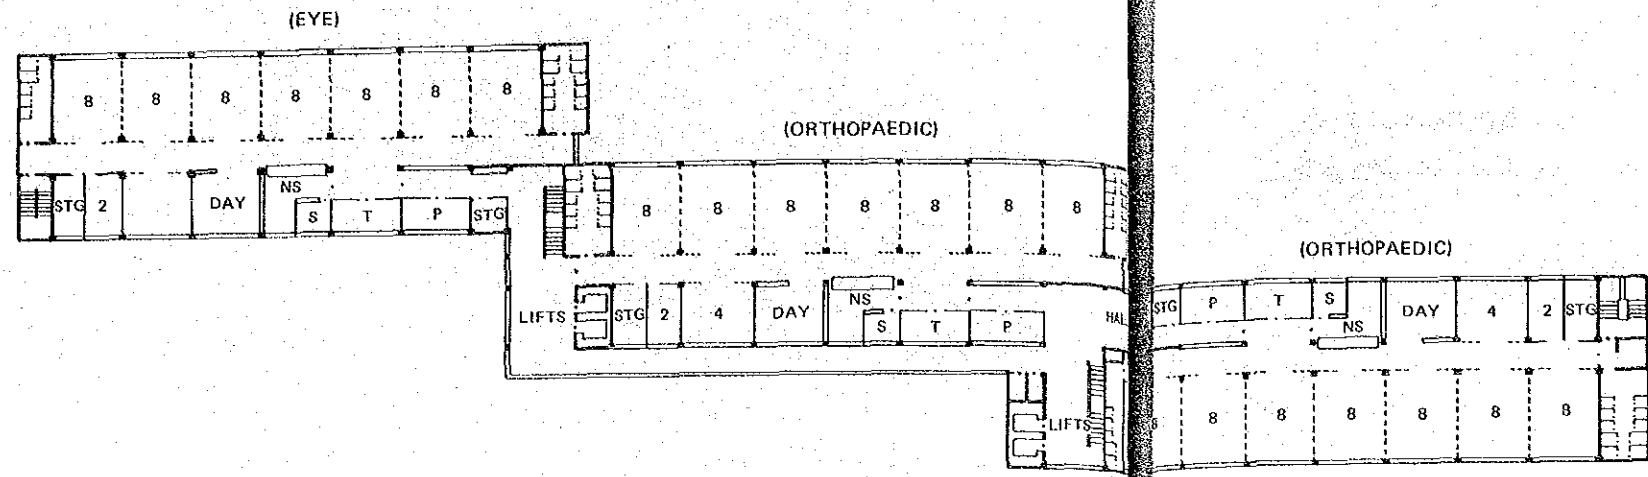 (EYE)
8 8 8 8 8 8 8
STG 2 DAY NS S T P STG
(ORTHOPAEDIC)
8 8 8 8 8 8 8
LIFTS STG 2 4 DAY NS S T P
LIFTS
(ORTHOPAEDIC)
STG P T S NS DAY 4 2 STG
8 8 8 8 8 8 8